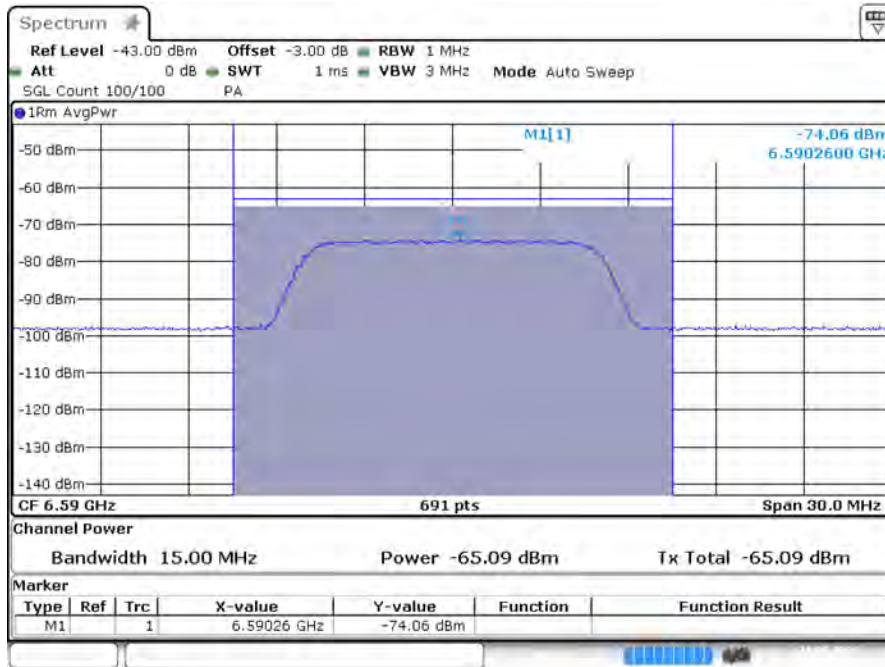 Spectrum
Ref Level -43.00 dBm Offset -3.00 dB RBW 1 MHz
Att 0 dB SWT 1 ms VBW 3 MHz Mode Auto Sweep
SGL Count 100/100 PA
1Rm AvgPwr
M1[1] -74.06 dBm
6.5902600 GHz
-50 dBm
-60 dBm
-70 dBm
-80 dBm
-90 dBm
-100 dBm
-110 dBm
-120 dBm
-130 dBm
-140 dBm
CF 6.59 GHz 691 pts Span 30.0 MHz
Channel Power
Bandwidth 15.00 MHz Power -65.09 dBm Tx Total -65.09 dBm
Marker
Type Ref Trc X-value Y-value Function Function Result
M1 1 6.59026 GHz -74.06 dBm